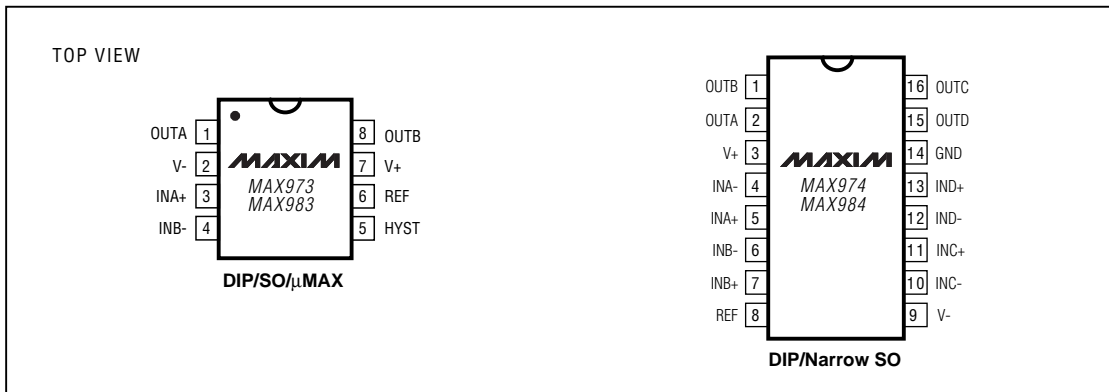 TOP VIEW
OUTA 1
V- 2
INA+ 3
INB- 4
8 OUTB
7 V+
6 REF
5 HYST
MAXIM
MAX973
MAX983
DIP/SO/μMAX
OUTB 1
OUTA 2
V+ 3
INA- 4
INA+ 5
INB- 6
INB+ 7
REF 8
16 OUTC
15 OUTD
14 GND
13 IND+
12 IND-
11 INC+
10 INC-
9 V-
MAXIM
MAX974
MAX984
DIP/Narrow SO